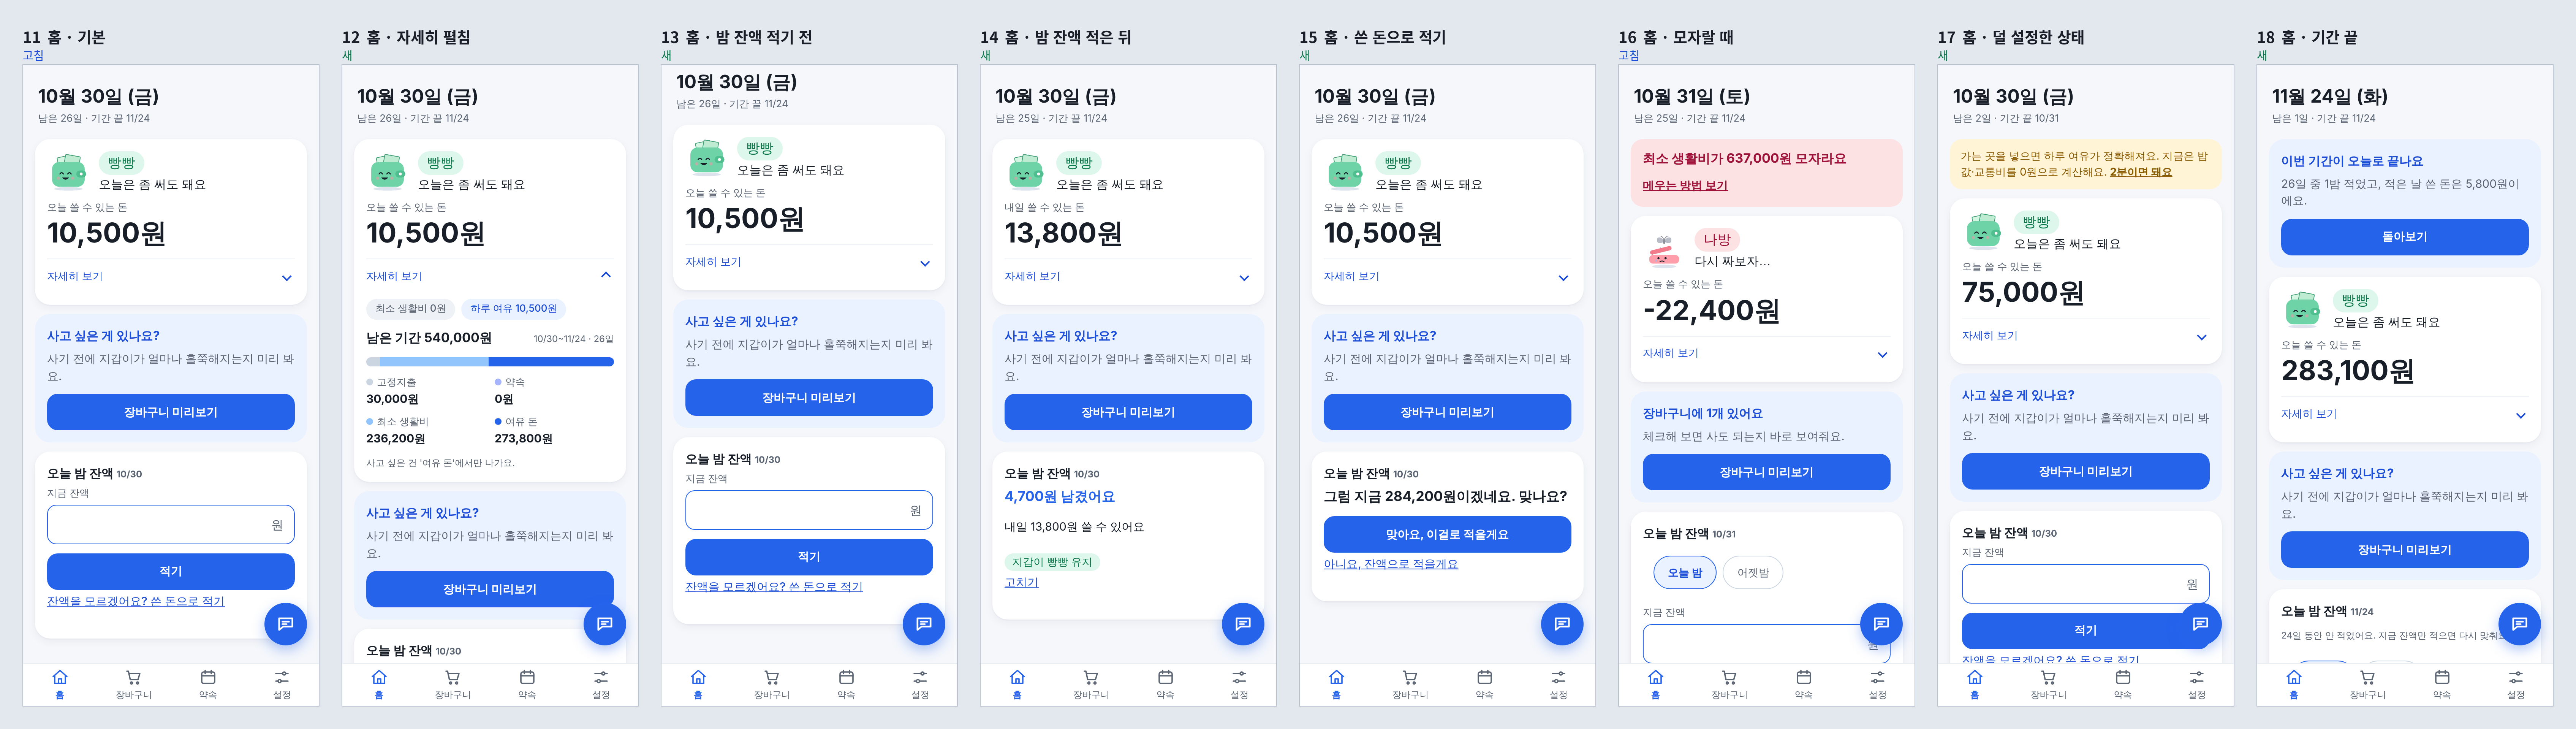 11 홈 · 기본
고침
10월 30일 (금)
남은 26일 · 기간 끝 11/24
빵빵
오늘은 좀 써도 돼요
오늘 쓸 수 있는 돈
10,500원
자세히 보기
사고 싶은 게 있나요?
사기 전에 지갑이 얼마나 홀쭉해지는지 미리 봐
요.
장바구니 미리보기
오늘 밤 잔액 10/30
지금 잔액
원
적기
잔액을 모르겠어요? 쓴 돈으로 적기
홈
장바구니
약속
설정
12 홈 · 자세히 펼침
새
10월 30일 (금)
남은 26일 · 기간 끝 11/24
빵빵
오늘은 좀 써도 돼요
오늘 쓸 수 있는 돈
10,500원
자세히 보기
최소 생활비 0원
하루 여유 10,500원
남은 기간 540,000원
10/30~11/24 · 26일
고정지출
약속
30,000원
0원
최소 생활비
여유 돈
236,200원
273,800원
사고 싶은 건 '여유 돈'에서만 나가요.
사고 싶은 게 있나요?
사기 전에 지갑이 얼마나 홀쭉해지는지 미리 봐
요.
장바구니 미리보기
오늘 밤 잔액 10/30
홈
장바구니
약속
설정
13 홈 · 밤 잔액 적기 전
새
10월 30일 (금)
남은 26일 · 기간 끝 11/24
빵빵
오늘은 좀 써도 돼요
오늘 쓸 수 있는 돈
10,500원
자세히 보기
사고 싶은 게 있나요?
사기 전에 지갑이 얼마나 홀쭉해지는지 미리 봐
요.
장바구니 미리보기
오늘 밤 잔액 10/30
지금 잔액
원
적기
잔액을 모르겠어요? 쓴 돈으로 적기
홈
장바구니
약속
설정
14 홈 · 밤 잔액 적은 뒤
새
10월 30일 (금)
남은 25일 · 기간 끝 11/24
빵빵
오늘은 좀 써도 돼요
내일 쓸 수 있는 돈
13,800원
자세히 보기
사고 싶은 게 있나요?
사기 전에 지갑이 얼마나 홀쭉해지는지 미리 봐
요.
장바구니 미리보기
오늘 밤 잔액 10/30
4,700원 남겼어요
내일 13,800원 쓸 수 있어요
지갑이 빵빵 유지
고치기
홈
장바구니
약속
설정
15 홈 · 쓴 돈으로 적기
새
10월 30일 (금)
남은 26일 · 기간 끝 11/24
빵빵
오늘은 좀 써도 돼요
오늘 쓸 수 있는 돈
10,500원
자세히 보기
사고 싶은 게 있나요?
사기 전에 지갑이 얼마나 홀쭉해지는지 미리 봐
요.
장바구니 미리보기
오늘 밤 잔액 10/30
그럼 지금 284,200원이겠네요. 맞나요?
맞아요, 이걸로 적을게요
아니요, 잔액으로 적을게요
홈
장바구니
약속
설정
16 홈 · 모자랄 때
고침
10월 31일 (토)
남은 25일 · 기간 끝 11/24
최소 생활비가 637,000원 모자라요
메우는 방법 보기
나방
다시 짜보자...
오늘 쓸 수 있는 돈
-22,400원
자세히 보기
장바구니에 1개 있어요
체크해 보면 사도 되는지 바로 보여줘요.
장바구니 미리보기
오늘 밤 잔액 10/31
오늘 밤
어젯밤
지금 잔액
원
홈
장바구니
약속
설정
17 홈 · 덜 설정한 상태
새
10월 30일 (금)
남은 2일 · 기간 끝 10/31
가는 곳을 넣으면 하루 여유가 정확해져요. 지금은 밥
값·교통비를 0원으로 계산해요. 2분이면 돼요
빵빵
오늘은 좀 써도 돼요
오늘 쓸 수 있는 돈
75,000원
자세히 보기
사고 싶은 게 있나요?
사기 전에 지갑이 얼마나 홀쭉해지는지 미리 봐
요.
장바구니 미리보기
오늘 밤 잔액 10/30
지금 잔액
원
적기
잔액을 모르겠어요? 쓴 돈으로 적기
홈
장바구니
약속
설정
18 홈 · 기간 끝
새
11월 24일 (화)
남은 1일 · 기간 끝 11/24
이번 기간이 오늘로 끝나요
26일 중 1밤 적었고, 적은 날 쓴 돈은 5,800원이
에요.
돌아보기
빵빵
오늘은 좀 써도 돼요
오늘 쓸 수 있는 돈
283,100원
자세히 보기
사고 싶은 게 있나요?
사기 전에 지갑이 얼마나 홀쭉해지는지 미리 봐
요.
장바구니 미리보기
오늘 밤 잔액 11/24
24일 동안 안 적었어요. 지금 잔액만 적으면 다시 맞춰
홈
장바구니
약속
설정